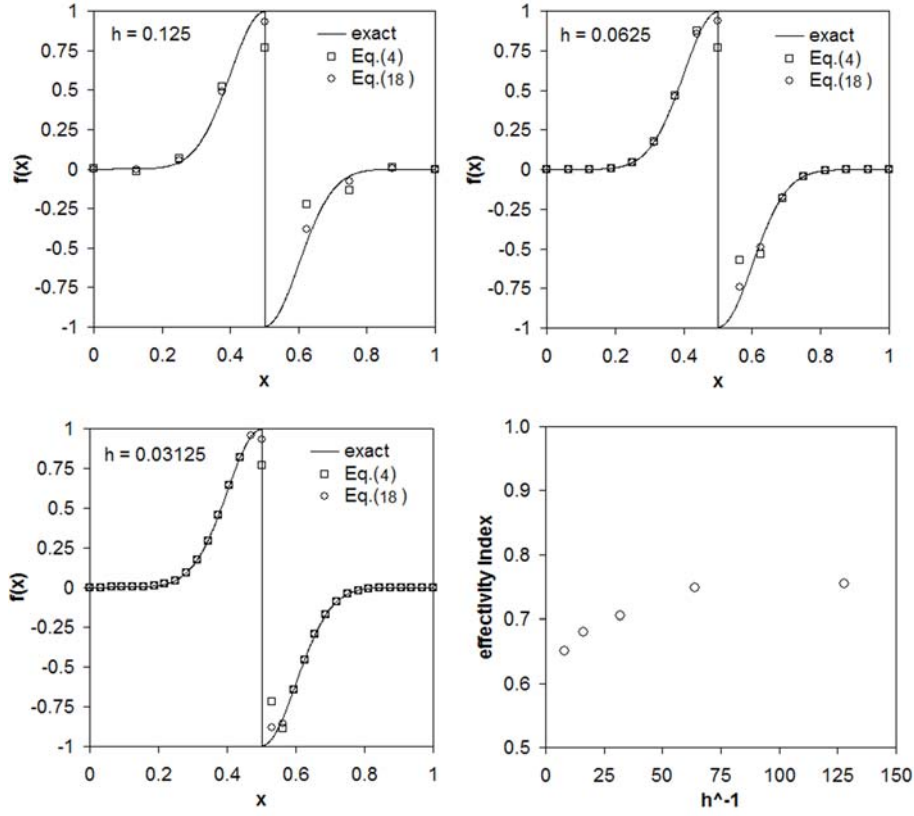 h = 0.125
exact
Eq.(4)
Eq.(18)
1
0.75
0.5
0.25
0
-0.25
-0.5
-0.75
-1
f(x)
0 0.2 0.4 0.6 0.8 1
x
h = 0.0625
exact
Eq.(4)
Eq.(18)
1
0.75
0.5
0.25
0
-0.25
-0.5
-0.75
-1
f(x)
0 0.2 0.4 0.6 0.8 1
x
h = 0.03125
exact
Eq.(4)
Eq.(18)
1
0.75
0.5
0.25
0
-0.25
-0.5
-0.75
-1
f(x)
0 0.2 0.4 0.6 0.8 1
x
1.0
0.9
0.8
0.7
0.6
0.5
effectivity Index
0 25 50 75 100 125 150
h^-1